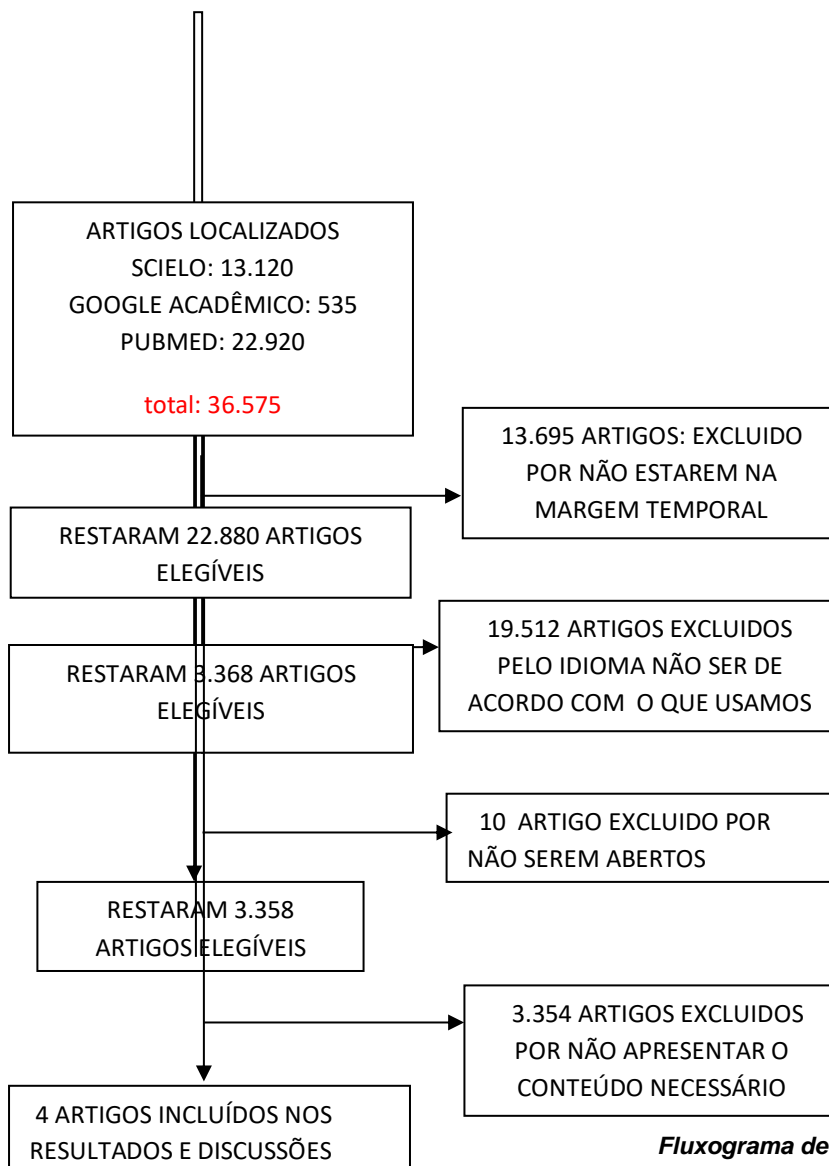 ARTIGOS LOCALIZADOS
SCIELO: 13.120
GOOGLE ACADÊMICO: 535
PUBMED: 22.920
total: 36.575
13.695 ARTIGOS: EXCLUIDO
POR NÃO ESTAREM NA
MARGEM TEMPORAL
RESTARAM 22.880 ARTIGOS
ELEGÍVEIS
19.512 ARTIGOS EXCLUIDOS
PELO IDIOMA NÃO SER DE
ACORDO COM O QUE USAMOS
RESTARAM 3.368 ARTIGOS
ELEGÍVEIS
10 ARTIGO EXCLUIDO POR
NÃO SEREM ABERTOS
RESTARAM 3.358
ARTIGOS ELEGÍVEIS
3.354 ARTIGOS EXCLUIDOS
POR NÃO APRESENTAR O
CONTEÚDO NECESSÁRIO
4 ARTIGOS INCLUÍDOS NOS
RESULTADOS E DISCUSSÕES
Fluxograma de